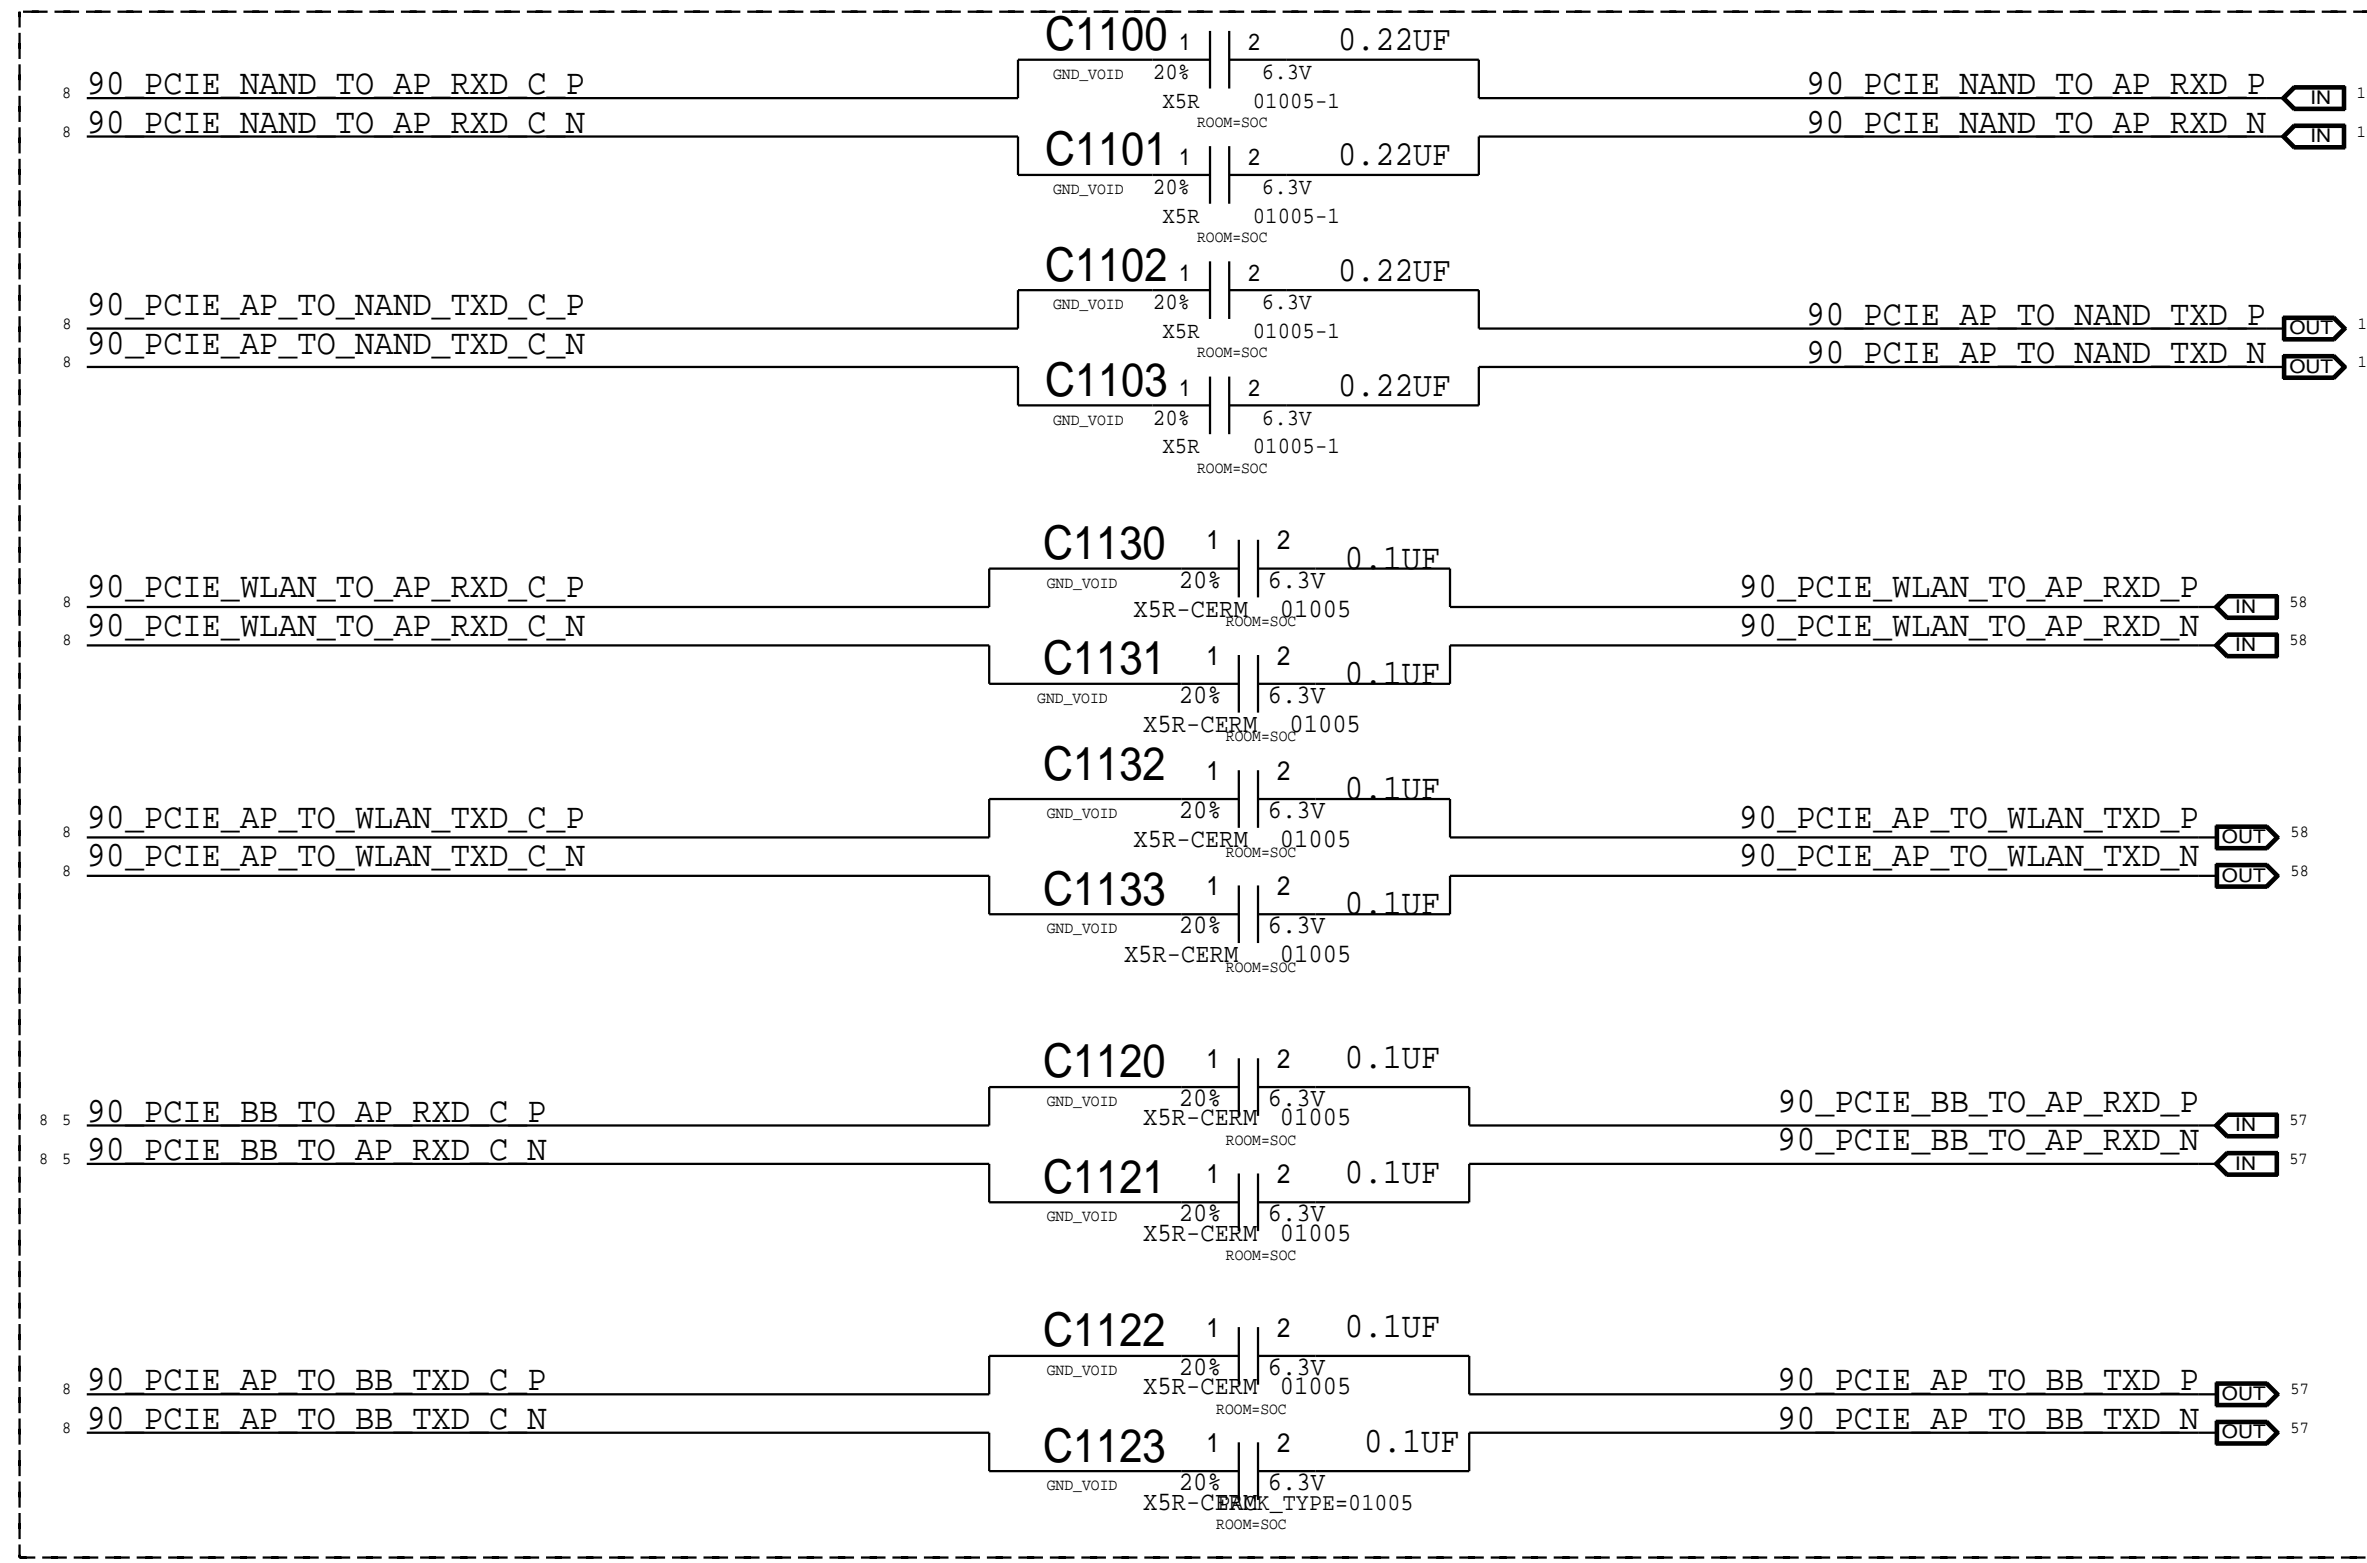 C1100 1 2 0.22UF
8 90_PCIE_NAND_TO_AP_RXD_C_P GND_VOID 20% 6.3V 90_PCIE_NAND_TO_AP_RXD_P IN 1
X5R 01005-1
8 90_PCIE_NAND_TO_AP_RXD_C_N ROOM=SOC 90_PCIE_NAND_TO_AP_RXD_N IN 1
C1101 1 2 0.22UF
GND_VOID 20% 6.3V
X5R 01005-1
ROOM=SOC
C1102 1 2 0.22UF
8 90_PCIE_AP_TO_NAND_TXD_C_P GND_VOID 20% 6.3V 90_PCIE_AP_TO_NAND_TXD_P OUT 1
X5R 01005-1
8 90_PCIE_AP_TO_NAND_TXD_C_N ROOM=SOC 90_PCIE_AP_TO_NAND_TXD_N OUT 1
C1103 1 2 0.22UF
GND_VOID 20% 6.3V
X5R 01005-1
ROOM=SOC
C1130 1 2 0.1UF
8 90_PCIE_WLAN_TO_AP_RXD_C_P GND_VOID 20% 6.3V 90_PCIE_WLAN_TO_AP_RXD_P IN 58
X5R-CERM 01005
8 90_PCIE_WLAN_TO_AP_RXD_C_N ROOM=SOC 90_PCIE_WLAN_TO_AP_RXD_N IN 58
C1131 1 2 0.1UF
GND_VOID 20% 6.3V
X5R-CERM 01005
ROOM=SOC
C1132 1 2 0.1UF
8 90_PCIE_AP_TO_WLAN_TXD_C_P GND_VOID 20% 6.3V 90_PCIE_AP_TO_WLAN_TXD_P OUT 58
X5R-CERM 01005
8 90_PCIE_AP_TO_WLAN_TXD_C_N ROOM=SOC 90_PCIE_AP_TO_WLAN_TXD_N OUT 58
C1133 1 2 0.1UF
GND_VOID 20% 6.3V
X5R-CERM 01005
ROOM=SOC
C1120 1 2 0.1UF
8 5 90_PCIE_BB_TO_AP_RXD_C_P GND_VOID 20% 6.3V 90_PCIE_BB_TO_AP_RXD_P IN 57
X5R-CERM 01005
8 5 90_PCIE_BB_TO_AP_RXD_C_N ROOM=SOC 90_PCIE_BB_TO_AP_RXD_N IN 57
C1121 1 2 0.1UF
GND_VOID 20% 6.3V
X5R-CERM 01005
ROOM=SOC
C1122 1 2 0.1UF
8 90_PCIE_AP_TO_BB_TXD_C_P GND_VOID 20% 6.3V 90_PCIE_AP_TO_BB_TXD_P OUT 57
X5R-CERM 01005
8 90_PCIE_AP_TO_BB_TXD_C_N ROOM=SOC 90_PCIE_AP_TO_BB_TXD_N OUT 57
C1123 1 2 0.1UF
GND_VOID 20% 6.3V
X5R-CERM PACK_TYPE=01005
ROOM=SOC